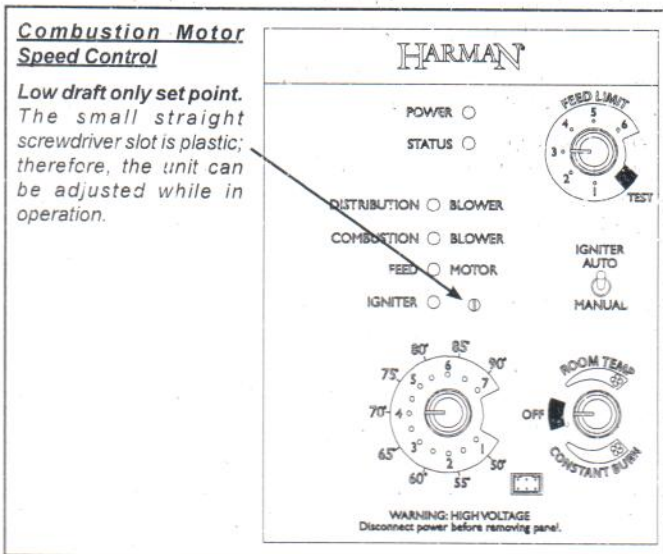 Combustion Motor
Speed Control
Low draft only set point.
The small straight
screwdriver slot is plastic;
therefore, the unit can
be adjusted while in
operation.
HARMAN
POWER
STATUS
FEED LIMIT
1 2 3 4 5 6
TEST
DISTRIBUTION BLOWER
COMBUSTION BLOWER
FEED MOTOR
IGNITER
IGNITER
AUTO
MANUAL
50° 55° 60° 65° 70° 75° 80° 85° 90°
1 2 3 4 5 6 7
ROOM TEMP
OFF
CONSTANT BURN
WARNING: HIGH VOLTAGE
Disconnect power before removing panel.